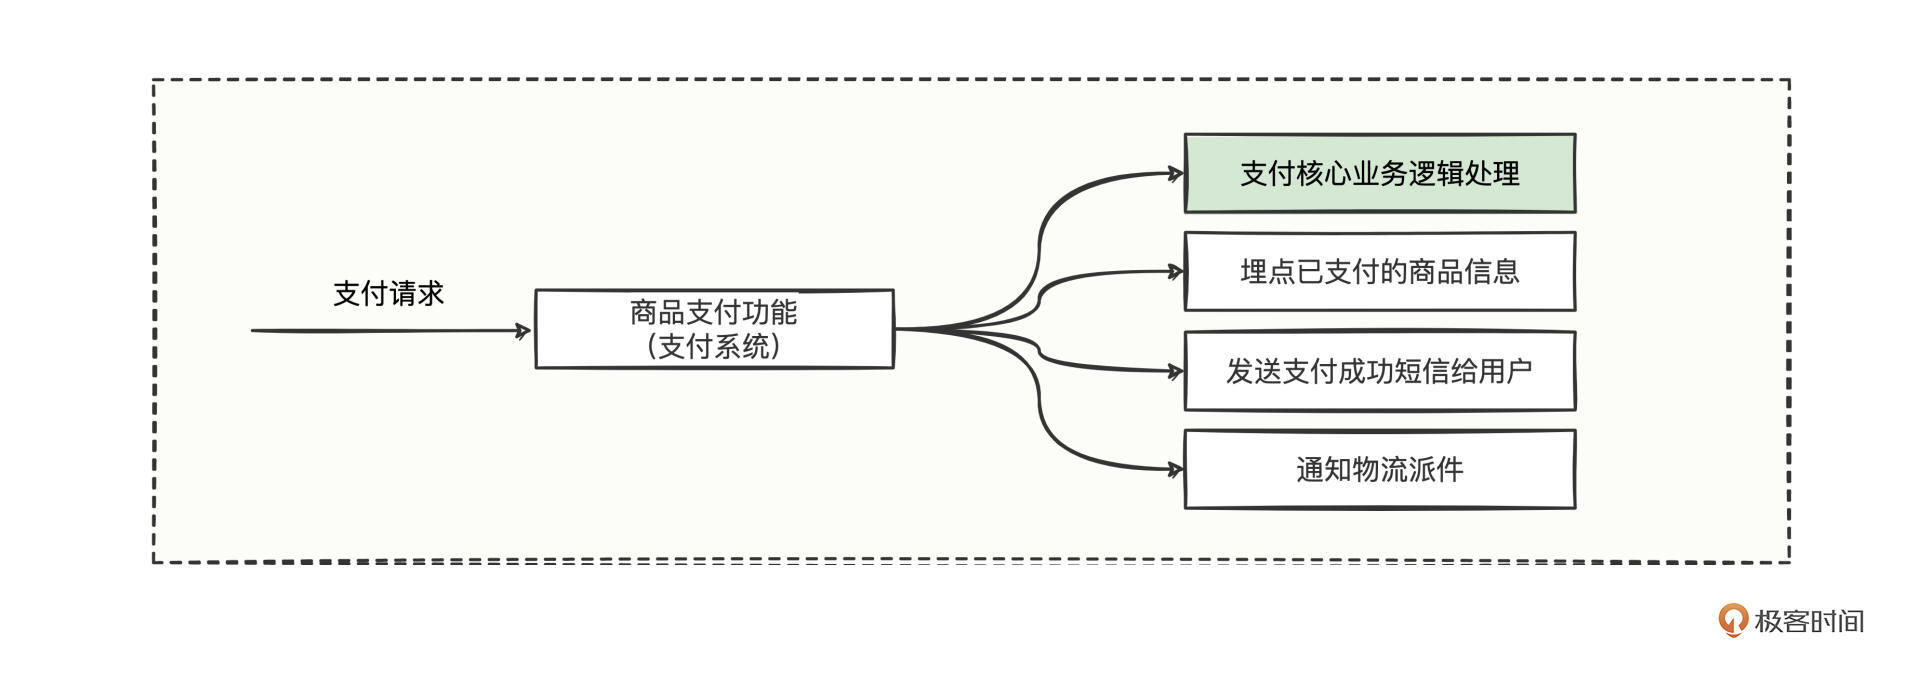 支付请求
商品支付功能
（支付系统）
支付核心业务逻辑处理
埋点已支付的商品信息
发送支付成功短信给用户
通知物流派件
极客时间